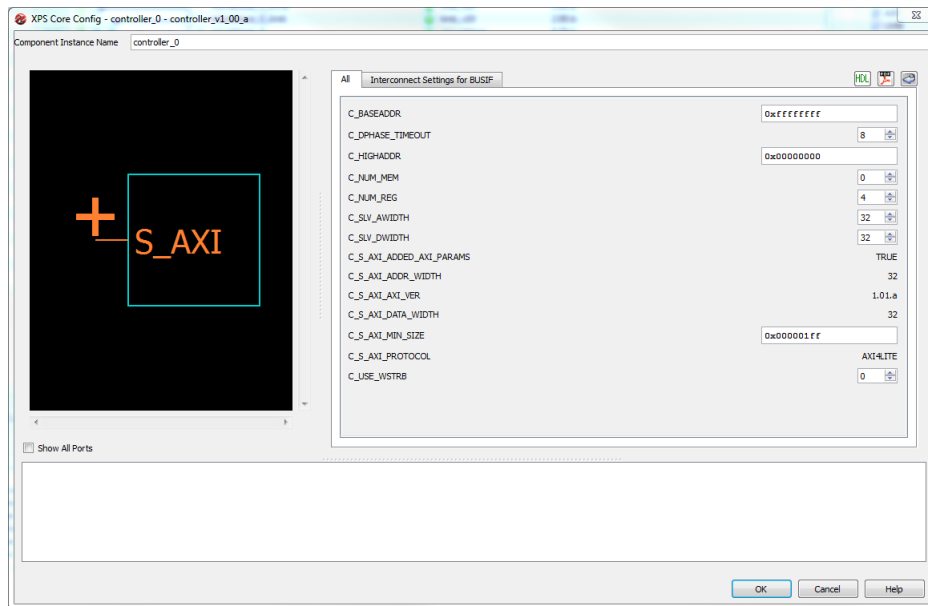 XPS Core Config - controller_0 - controller_v1_00_a
Component Instance Name controller_0
All Interconnect Settings for BUSIF HDL
C_BASEADDR 0xffffffff
C_DPHASE_TIMEOUT 8
C_HIGHADDR 0x00000000
C_NUM_MEM 0
C_NUM_REG 4
C_SLV_AWIDTH 32
C_SLV_DWIDTH 32
C_S_AXI_ADDED_AXI_PARAMS TRUE
C_S_AXI_ADDR_WIDTH 32
C_S_AXI_AXI_VER 1.01.a
C_S_AXI_DATA_WIDTH 32
C_S_AXI_MIN_SIZE 0x000001ff
C_S_AXI_PROTOCOL AXI4LITE
C_USE_WSTRB 0
S_AXI
Show All Ports
OK Cancel Help